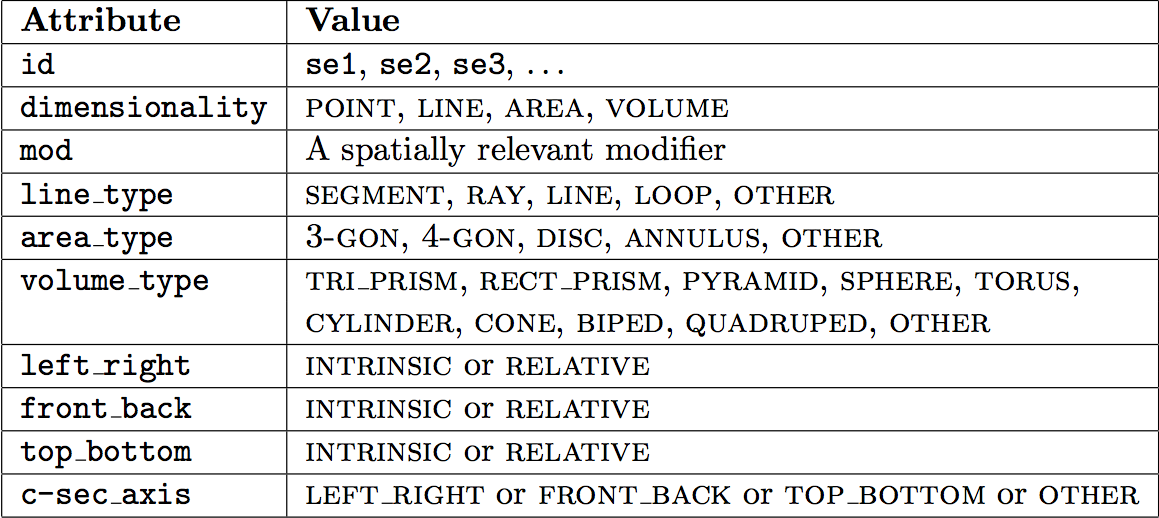 Attribute Value
id se1, se2, se3, ...
dimensionality POINT, LINE, AREA, VOLUME
mod A spatially relevant modifier
line_type SEGMENT, RAY, LINE, LOOP, OTHER
area_type 3-GON, 4-GON, DISC, ANNULUS, OTHER
volume_type TRI_PRISM, RECT_PRISM, PYRAMID, SPHERE, TORUS,
CYLINDER, CONE, BIPED, QUADRUPED, OTHER
left_right INTRINSIC or RELATIVE
front_back INTRINSIC or RELATIVE
top_bottom INTRINSIC or RELATIVE
c-sec_axis LEFT_RIGHT or FRONT_BACK or TOP_BOTTOM or OTHER